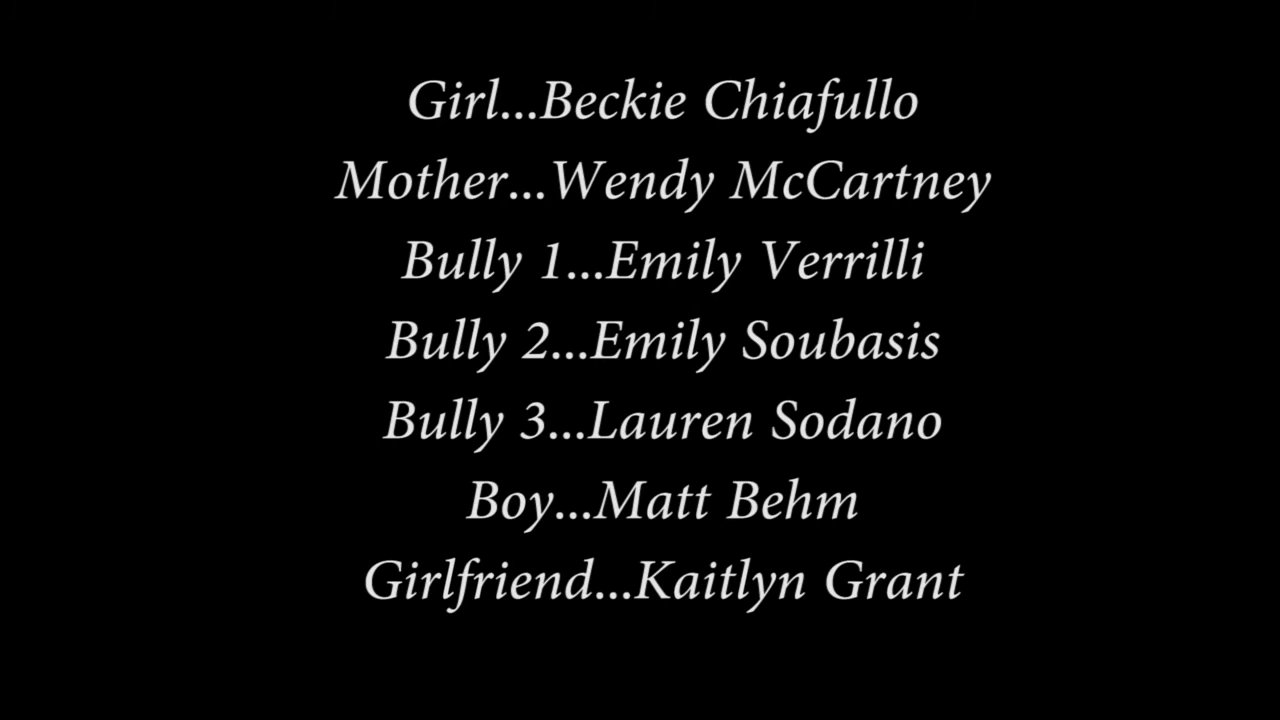 Girl...Beckie Chiafullo
Mother...Wendy McCartney
Bully 1...Emily Verrilli
Bully 2...Emily Soubasis
Bully 3...Lauren Sodano
Boy...Matt Behm
Girlfriend...Kaitlyn Grant